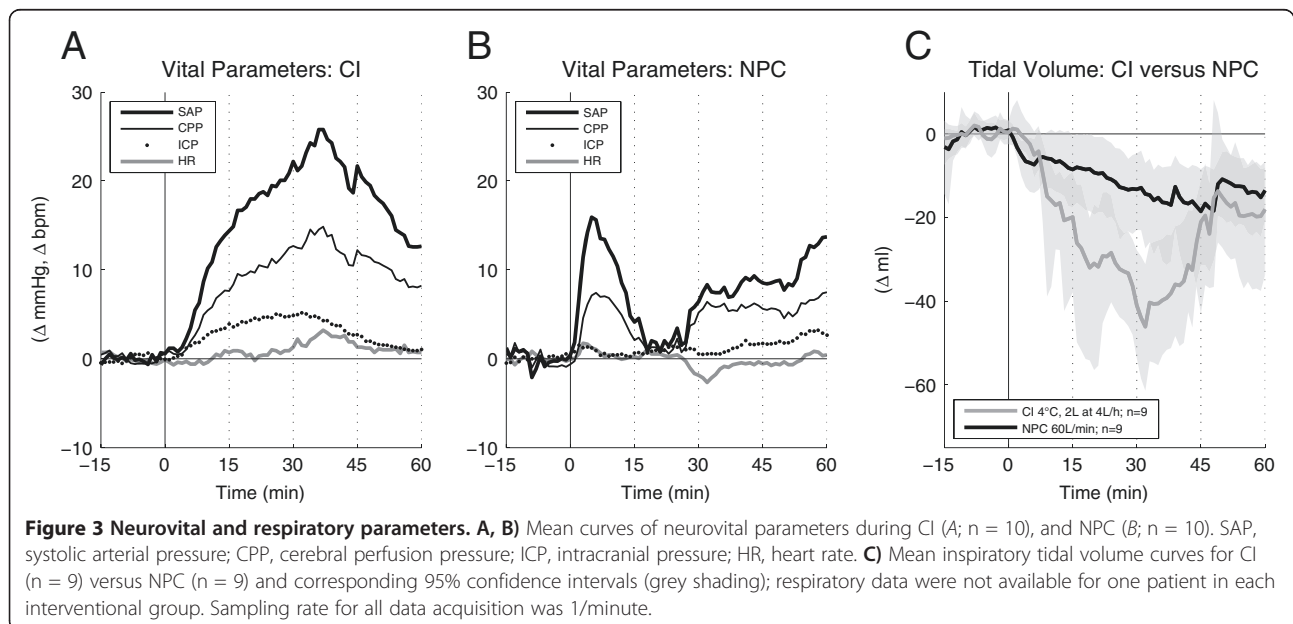 A
B
C
Vital Parameters: CI
Vital Parameters: NPC
Tidal Volume: CI versus NPC
30
20
10
0
−10
(Δ mmHg, Δ bpm)
SAP
CPP
ICP
HR
−15 0 15 30 45 60
Time (min)
30
20
10
0
−10
SAP
CPP
ICP
HR
−15 0 15 30 45 60
Time (min)
0
−20
−40
−60
(Δ ml)
CI 4°C, 2L at 4L/h; n=9
NPC 60L/min; n=9
−15 0 15 30 45 60
Time (min)
Figure 3 Neurovital and respiratory parameters. A, B) Mean curves of neurovital parameters during CI (A; n = 10), and NPC (B; n = 10). SAP,
systolic arterial pressure; CPP, cerebral perfusion pressure; ICP, intracranial pressure; HR, heart rate. C) Mean inspiratory tidal volume curves for CI
(n = 9) versus NPC (n = 9) and corresponding 95% confidence intervals (grey shading); respiratory data were not available for one patient in each
interventional group. Sampling rate for all data acquisition was 1/minute.